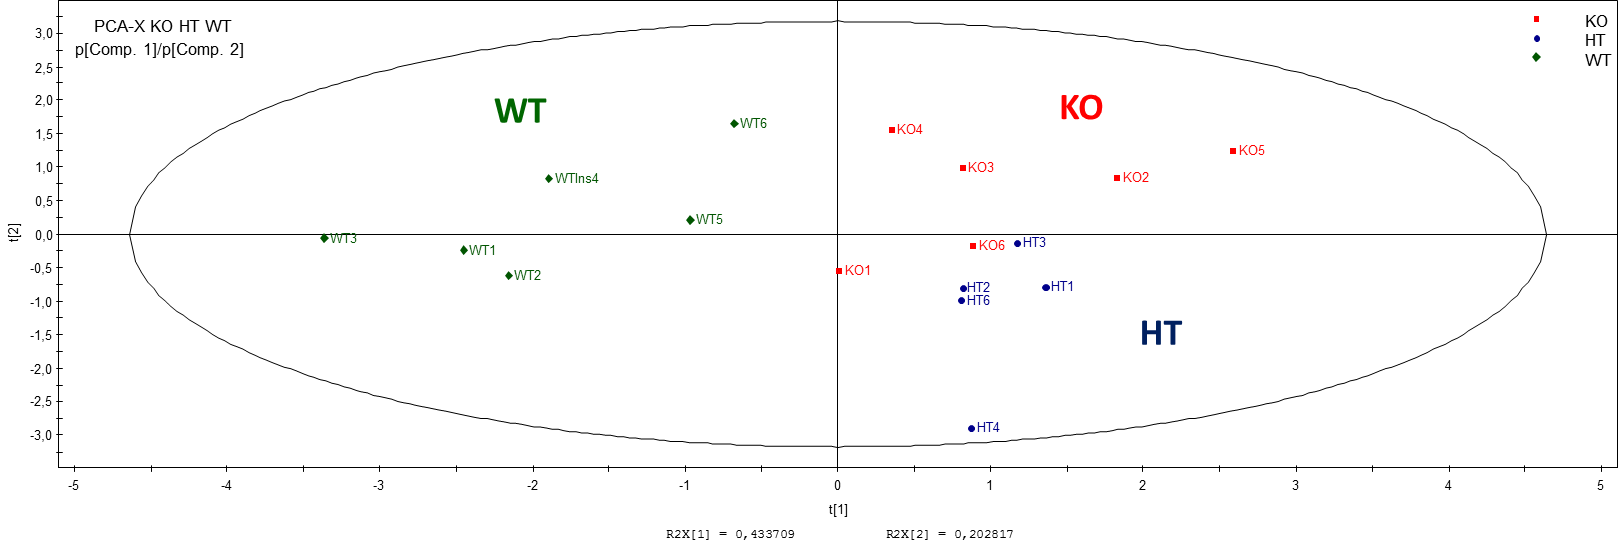 PCA-X KO HT WT
p[Comp. 1]/p[Comp. 2]
KO
HT
WT
WT
KO
3,0
2,5
2,0
1,5
1,0
0,5
0,0
-0,5
-1,0
-1,5
-2,0
-2,5
-3,0
t[2]
WT6
KO4
KO5
KO3
WTIns4
KO2
WT5
WT3
WT1
WT2
KO6
HT3
KO1
HT2
HT1
HT6
HT
HT4
-5 -4 -3 -2 -1 0 1 2 3 4 5
t[1]
R2X[1] = 0,433709 R2X[2] = 0,202817